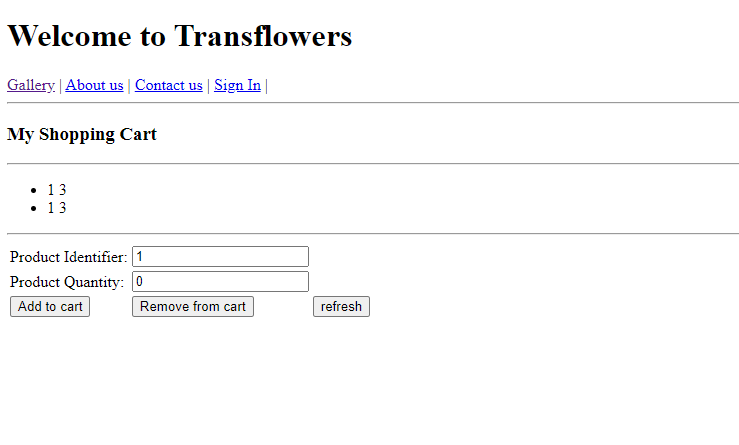 Welcome to Transflowers
Gallery | About us | Contact us | Sign In |
My Shopping Cart
• 1 3
• 1 3
Product Identifier: 1
Product Quantity: 0
Add to cart Remove from cart refresh